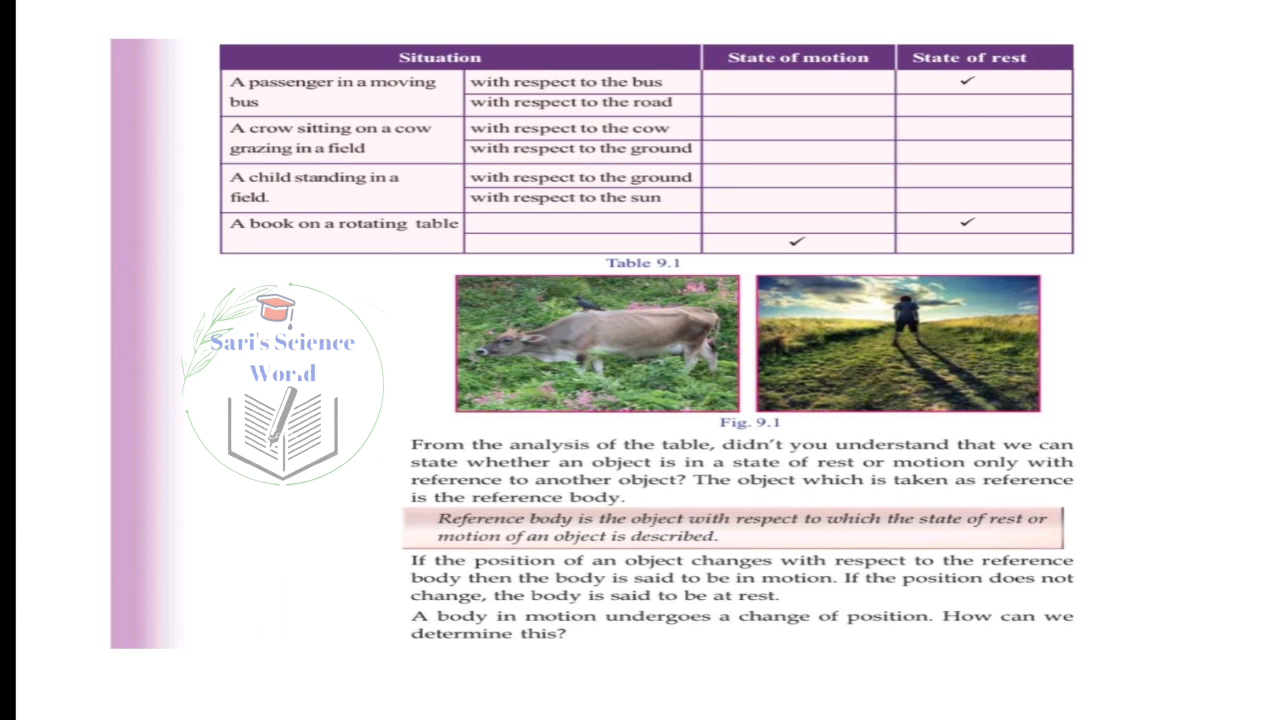 Situation State of motion State of rest
A passenger in a moving with respect to the bus ✓
bus with respect to the road
A crow sitting on a cow with respect to the cow
grazing in a field with respect to the ground
A child standing in a with respect to the ground
field. with respect to the sun
A book on a rotating table ✓
✓
Table 9.1
Sari's Science
World
Fig. 9.1
From the analysis of the table, didn't you understand that we can
state whether an object is in a state of rest or motion only with
reference to another object? The object which is taken as reference
is the reference body.
Reference body is the object with respect to which the state of rest or
motion of an object is described.
If the position of an object changes with respect to the reference
body then the body is said to be in motion. If the position does not
change, the body is said to be at rest.
A body in motion undergoes a change of position. How can we
determine this?